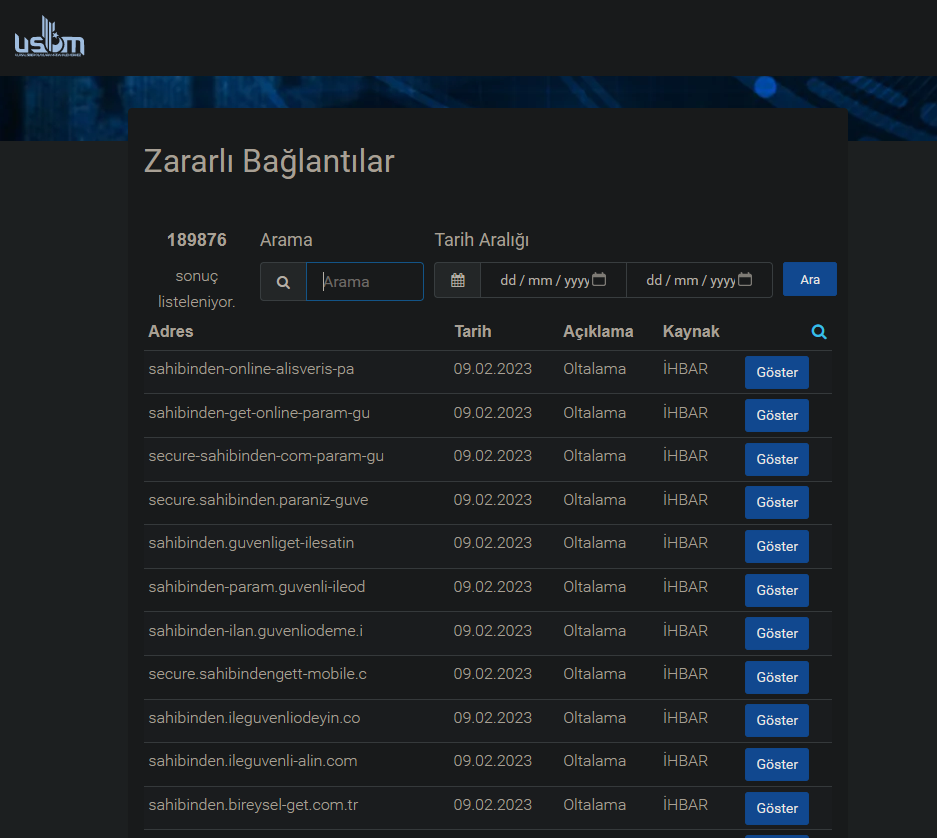 usom
Zararlı Bağlantılar
189876
sonuç
listeleniyor.
Arama
Arama
Tarih Aralığı
dd / mm / yyyy
dd / mm / yyyy
Ara
Adres Tarih Açıklama Kaynak
sahibinden-online-alisveris-pa 09.02.2023 Oltalama İHBAR Göster
sahibinden-get-online-param-gu 09.02.2023 Oltalama İHBAR Göster
secure-sahibinden-com-param-gu 09.02.2023 Oltalama İHBAR Göster
secure.sahibinden.paraniz-guve 09.02.2023 Oltalama İHBAR Göster
sahibinden.guvenliget-ilesatin 09.02.2023 Oltalama İHBAR Göster
sahibinden-param.guvenli-ileod 09.02.2023 Oltalama İHBAR Göster
sahibinden-ilan.guvenliodeme.i 09.02.2023 Oltalama İHBAR Göster
secure.sahibindengett-mobile.c 09.02.2023 Oltalama İHBAR Göster
sahibinden.ileguvenliodeyin.co 09.02.2023 Oltalama İHBAR Göster
sahibinden.ileguvenli-alin.com 09.02.2023 Oltalama İHBAR Göster
sahibinden.bireysel-get.com.tr 09.02.2023 Oltalama İHBAR Göster